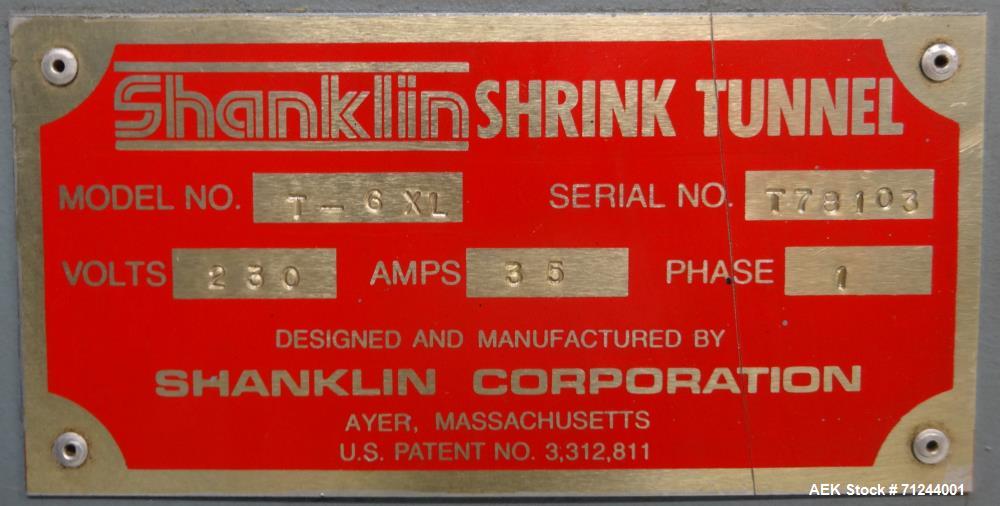 Shanklin SHRINK TUNNEL
MODEL NO. T-6XL SERIAL NO. T78103
VOLTS 230 AMPS 35 PHASE 1
DESIGNED AND MANUFACTURED BY
SHANKLIN CORPORATION
AYER, MASSACHUSETTS
U.S. PATENT NO. 3,312,811
AEK Stock # 71244001